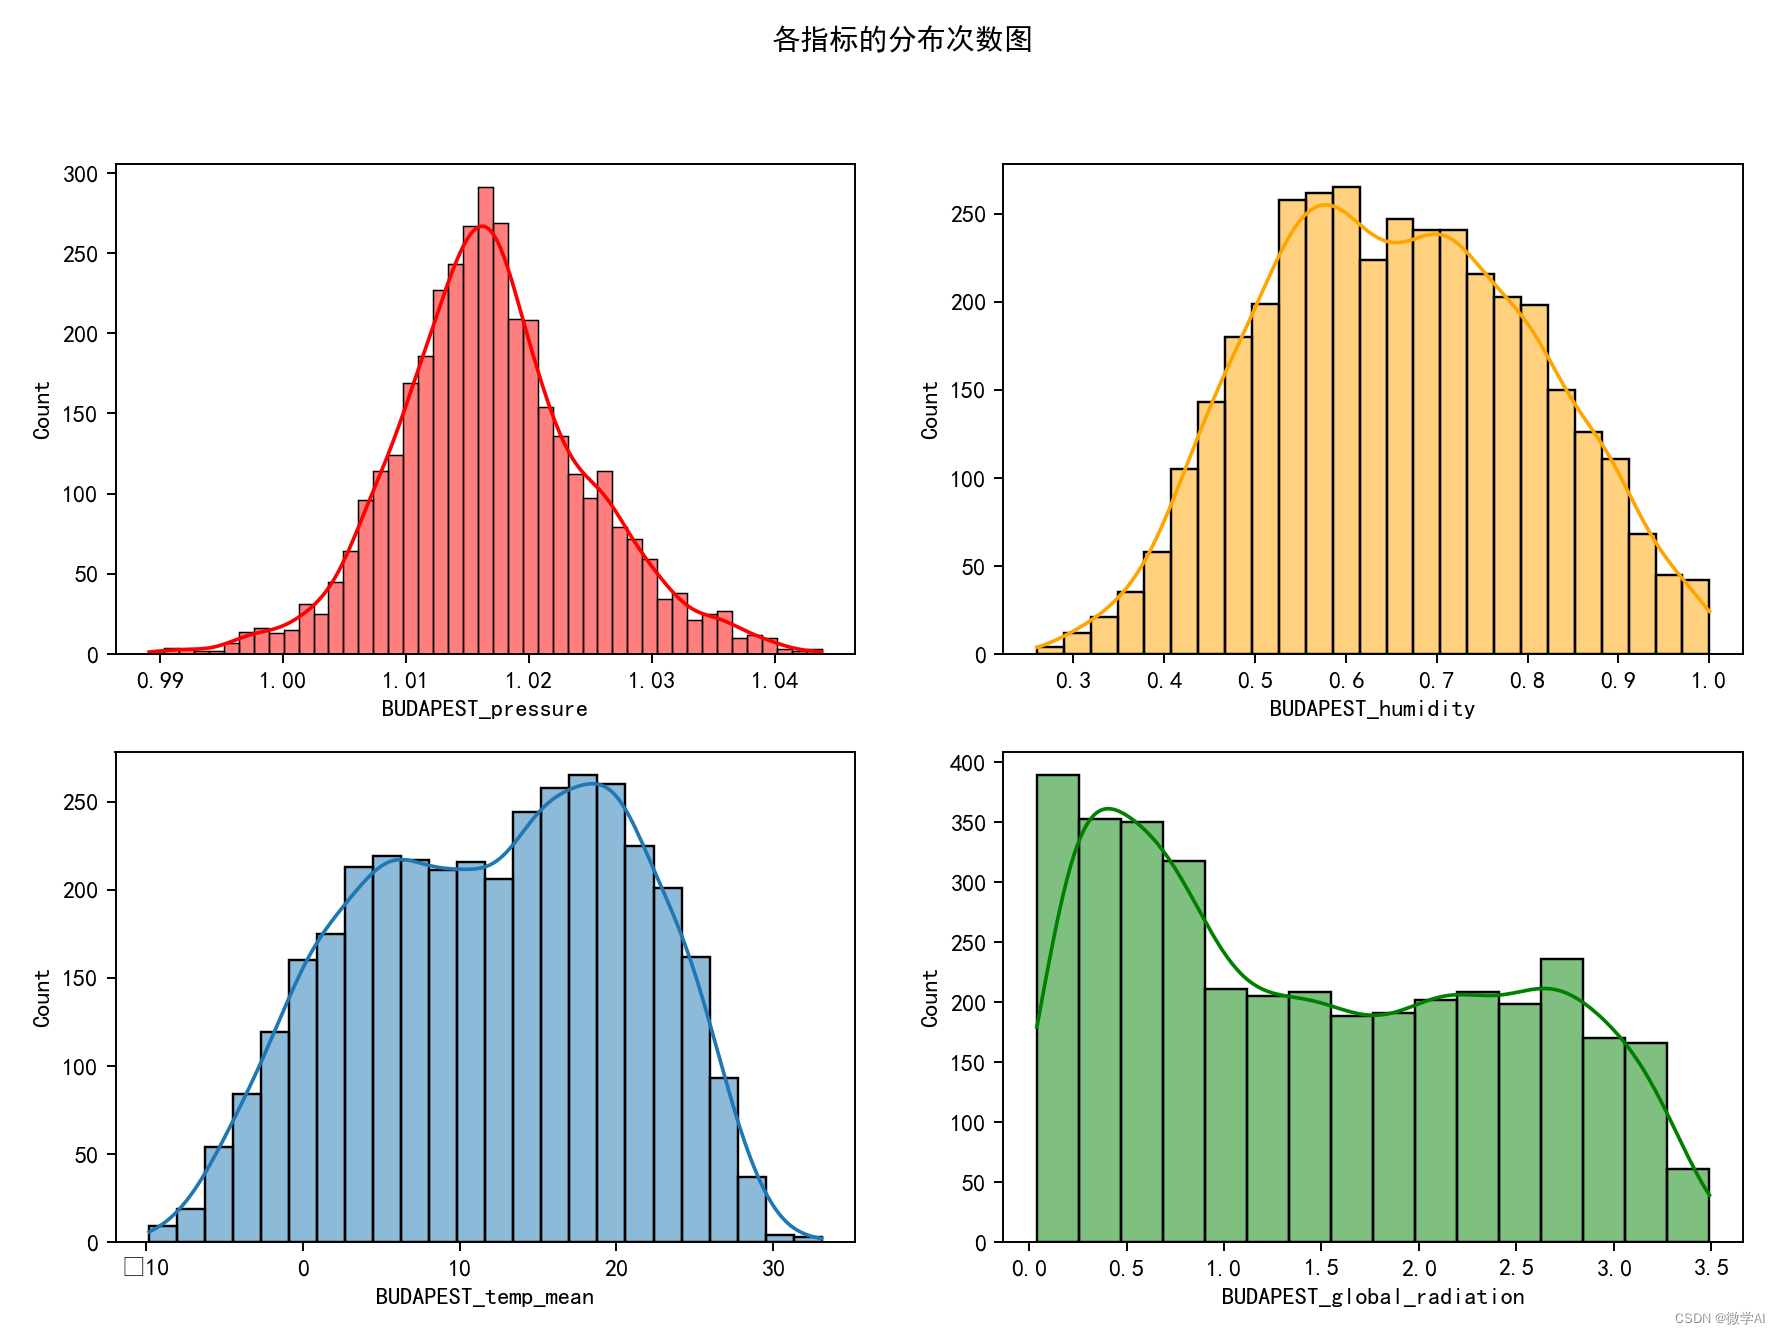 各指标的分布次数图
300
250
200
150
100
50
0
Count
0.99 1.00 1.01 1.02 1.03 1.04
BUDAPEST_pressure
250
200
150
100
50
0
Count
0.3 0.4 0.5 0.6 0.7 0.8 0.9 1.0
BUDAPEST_humidity
250
200
150
100
50
0
Count
□10 0 10 20 30
BUDAPEST_temp_mean
400
350
300
250
200
150
100
50
0
Count
0.0 0.5 1.0 1.5 2.0 2.5 3.0 3.5
BUDAPEST_global_radiation
CSDN @微学AI